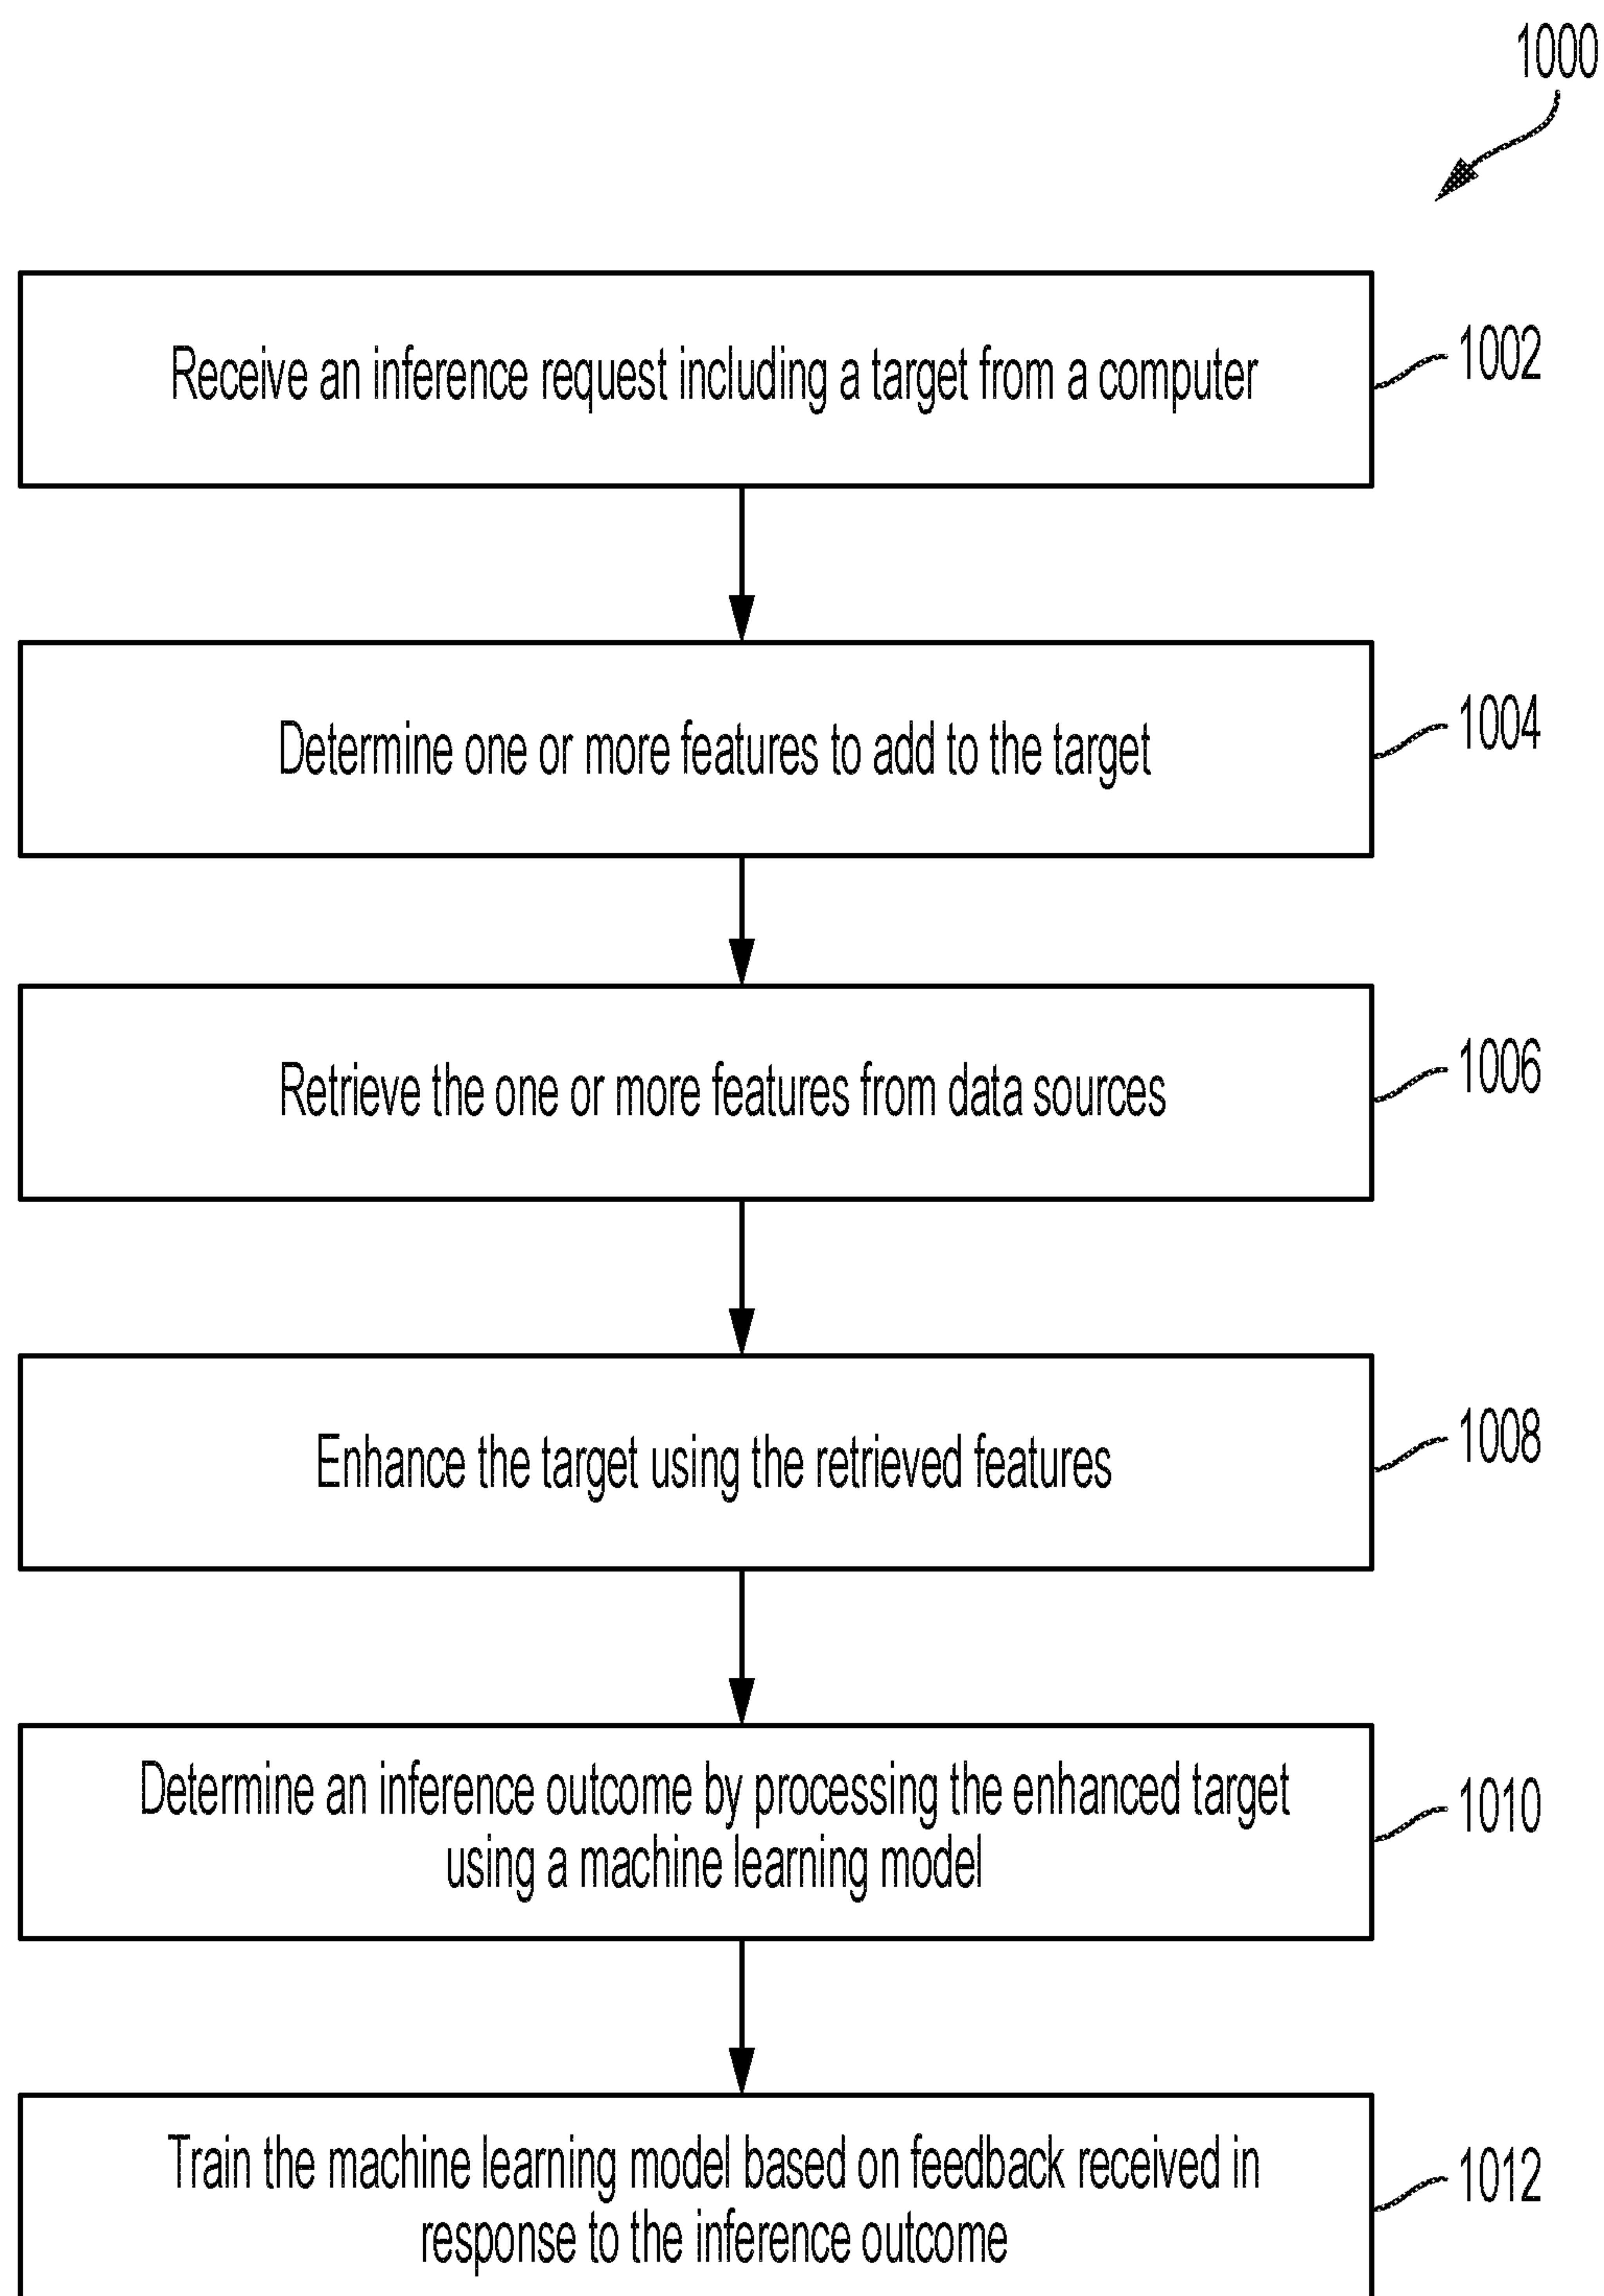 1000
Receive an inference request including a target from a computer
1002
Determine one or more features to add to the target
1004
Retrieve the one or more features from data sources
1006
Enhance the target using the retrieved features
1008
Determine an inference outcome by processing the enhanced target
using a machine learning model
1010
Train the machine learning model based on feedback received in
response to the inference outcome
1012